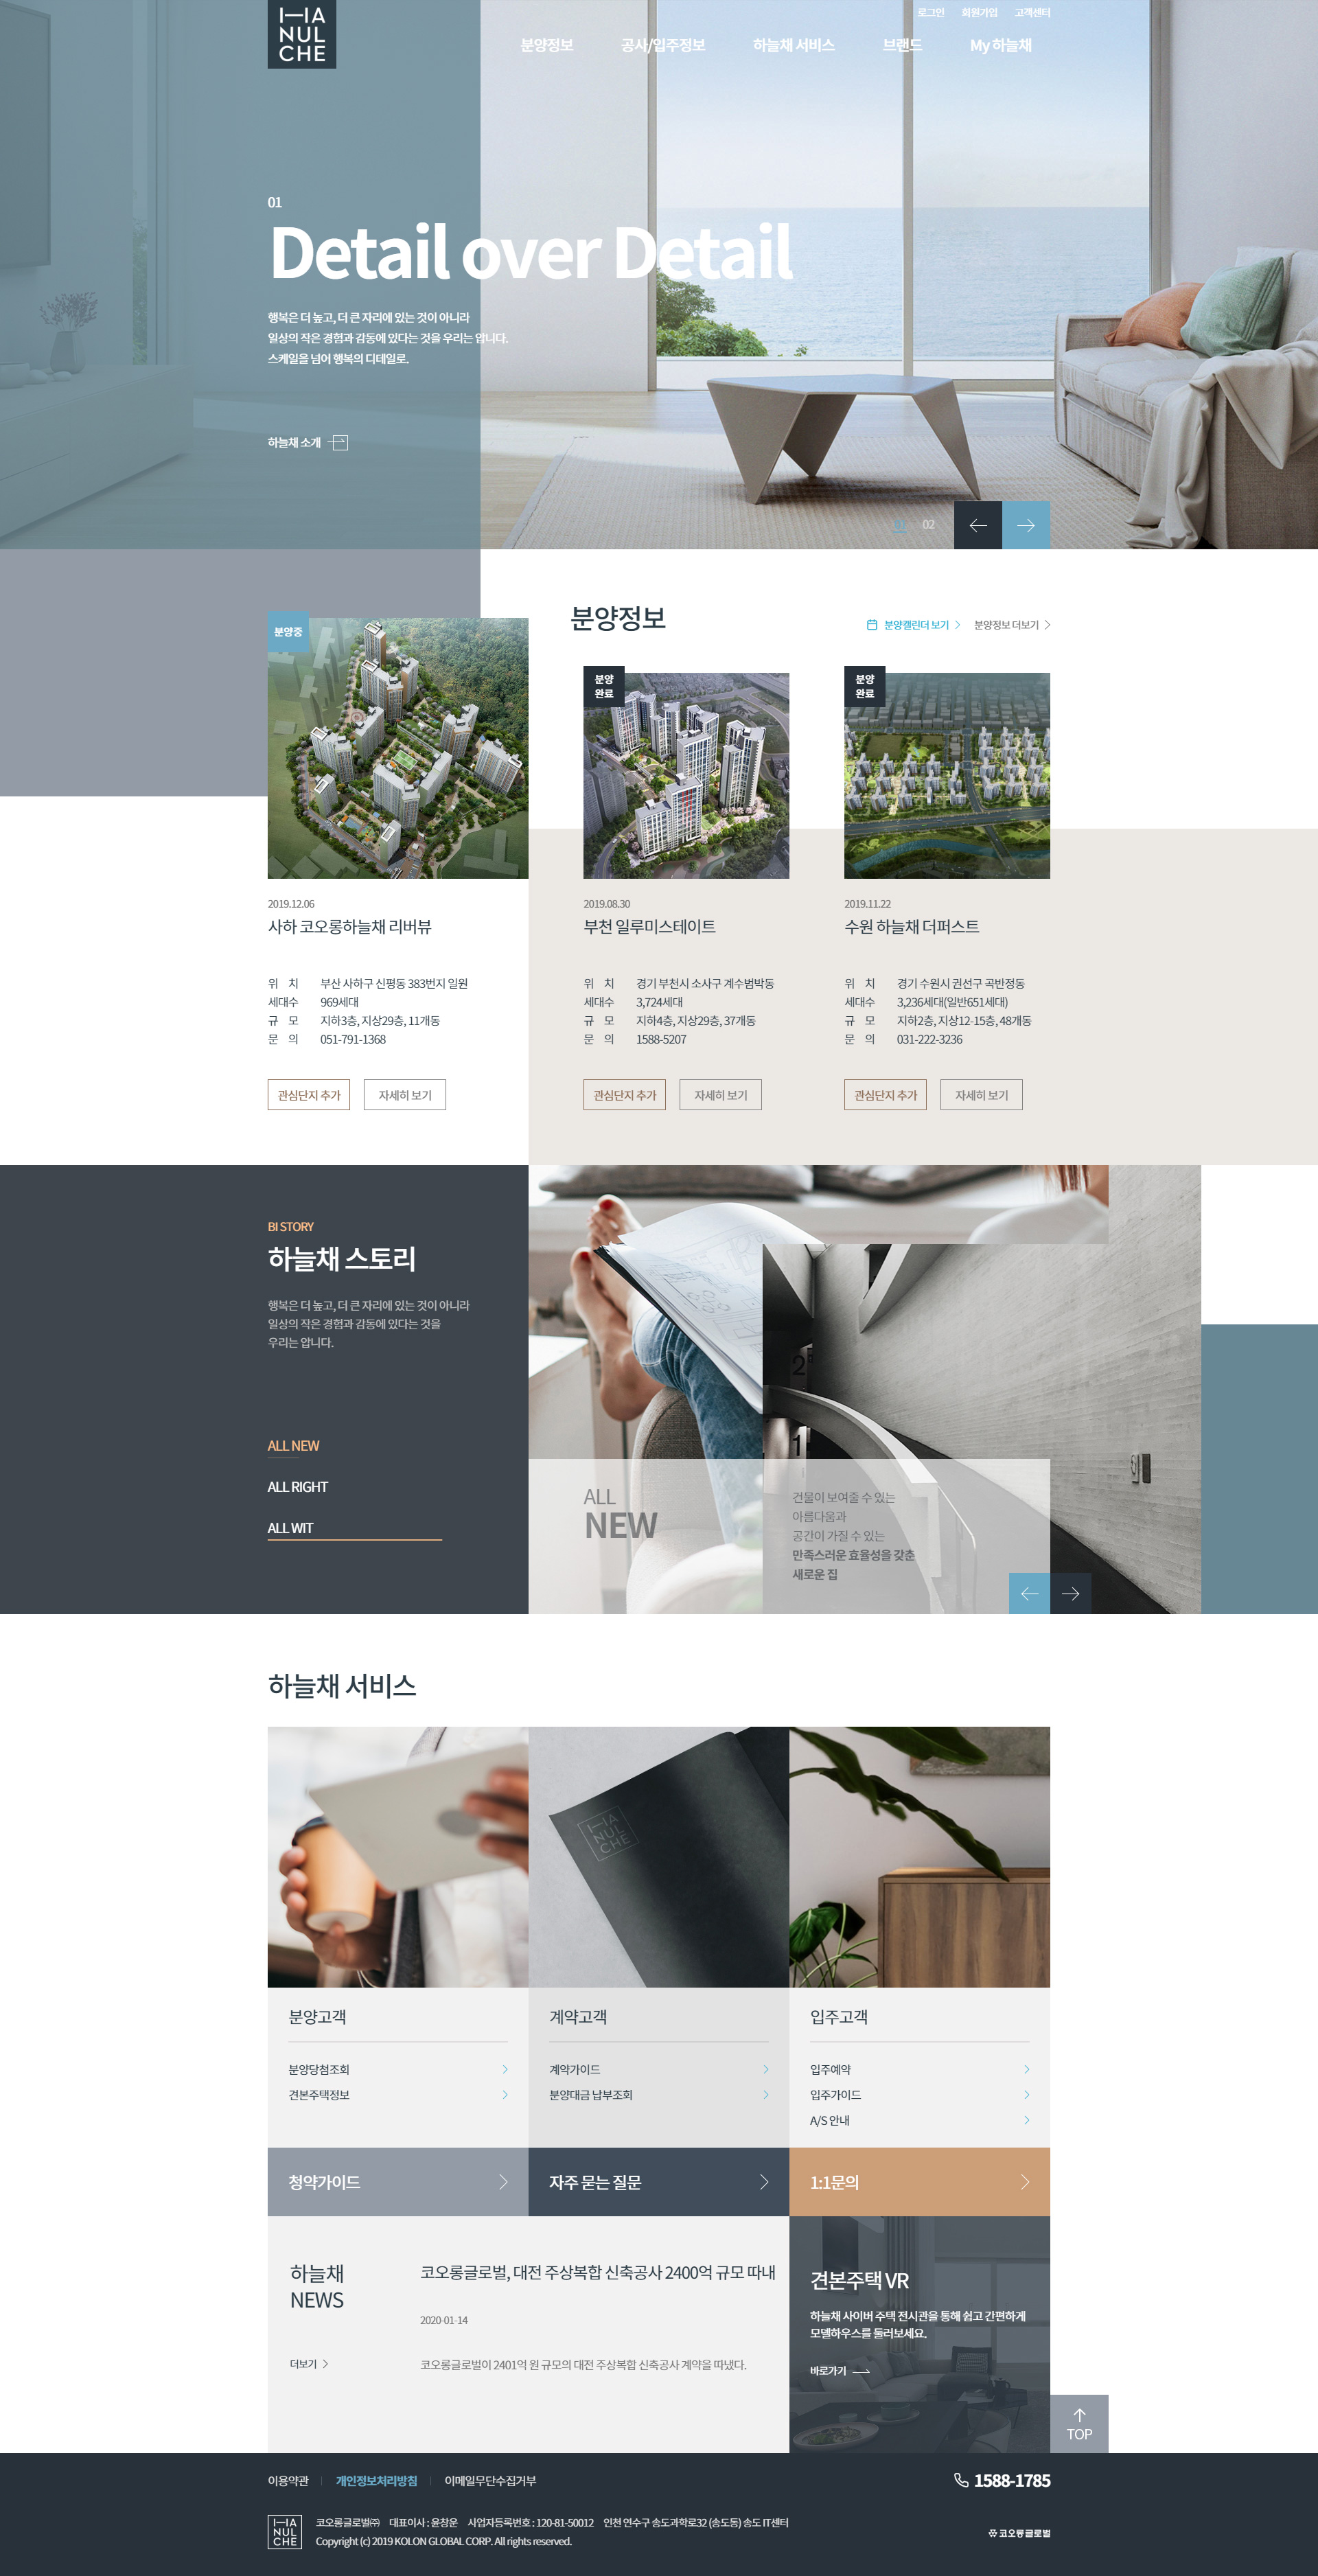 HANULCHE
로그인 회원가입 고객센터
분양정보 공사/입주정보 하늘채 서비스 브랜드 My 하늘채
01
Detail over Detail
행복은 더 높고, 더 큰 자리에 있는 것이 아니라
일상의 작은 경험과 감동에 있다는 것을 우리는 압니다.
스케일을 넘어 행복의 디테일로.
하늘채 소개
01 02
분양정보
분양캘린더 보기 분양정보 더보기
분양중
2019.12.06
사하 코오롱하늘채 리버뷰
위 치 부산 사하구 신평동 383번지 일원
세대수 969세대
규 모 지하3층, 지상29층, 11개동
문 의 051-791-1368
관심단지 추가 자세히 보기
분양
완료
2019.08.30
부천 일루미스테이트
위 치 경기 부천시 소사구 계수범박동
세대수 3,724세대
규 모 지하4층, 지상29층, 37개동
문 의 1588-5207
관심단지 추가 자세히 보기
분양
완료
2019.11.22
수원 하늘채 더퍼스트
위 치 경기 수원시 권선구 곡반정동
세대수 3,236세대(일반651세대)
규 모 지하2층, 지상12-15층, 48개동
문 의 031-222-3236
관심단지 추가 자세히 보기
BI STORY
하늘채 스토리
행복은 더 높고, 더 큰 자리에 있는 것이 아니라
일상의 작은 경험과 감동에 있다는 것을
우리는 압니다.
ALL NEW
ALL RIGHT
ALL WIT
2
1
ALL
NEW
건물이 보여줄 수 있는
아름다움과
공간이 가질 수 있는
만족스러운 효율성을 갖춘
새로운 집
하늘채 서비스
HANULCHE
분양고객
분양당첨조회
견본주택정보
계약고객
계약가이드
분양대금 납부조회
입주고객
입주예약
입주가이드
A/S 안내
청약가이드
자주 묻는 질문
1:1문의
하늘채
NEWS
더보기
코오롱글로벌, 대전 주상복합 신축공사 2400억 규모 따내
2020-01-14
코오롱글로벌이 2401억 원 규모의 대전 주상복합 신축공사 계약을 따냈다.
견본주택 VR
하늘채 사이버 주택 전시관을 통해 쉽고 간편하게
모델하우스를 둘러보세요.
바로가기
TOP
이용약관 개인정보처리방침 이메일무단수집거부
1588-1785
HANULCHE
코오롱글로벌㈜ 대표이사 : 윤창운 사업자등록번호 : 120-81-50012 인천 연수구 송도과학로32 (송도동) 송도 IT센터
Copyright (c) 2019 KOLON GLOBAL CORP. All rights reserved.
코오롱글로벌